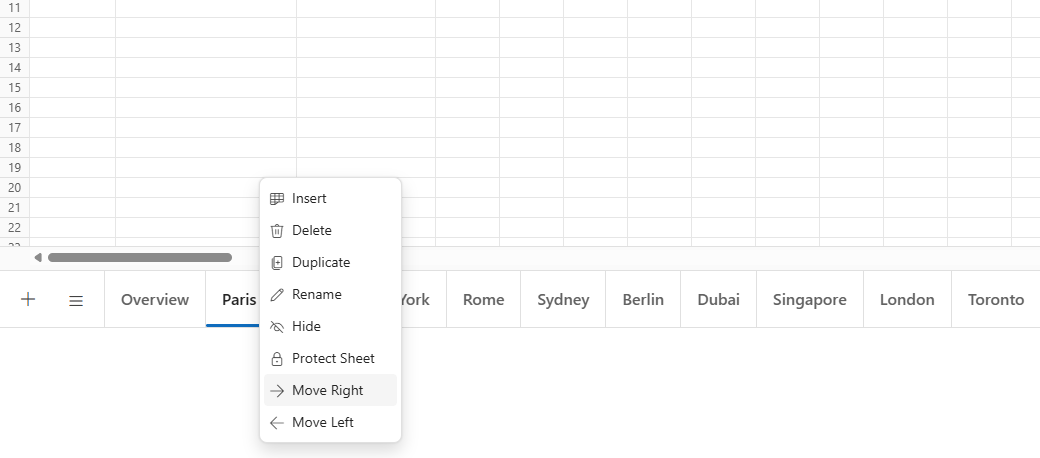 11
12
13
14
15
16
17
18
19
20
21
22
Insert
Delete
Duplicate
Rename
Hide
Protect Sheet
Move Right
Move Left
Overview Paris York Rome Sydney Berlin Dubai Singapore London Toronto